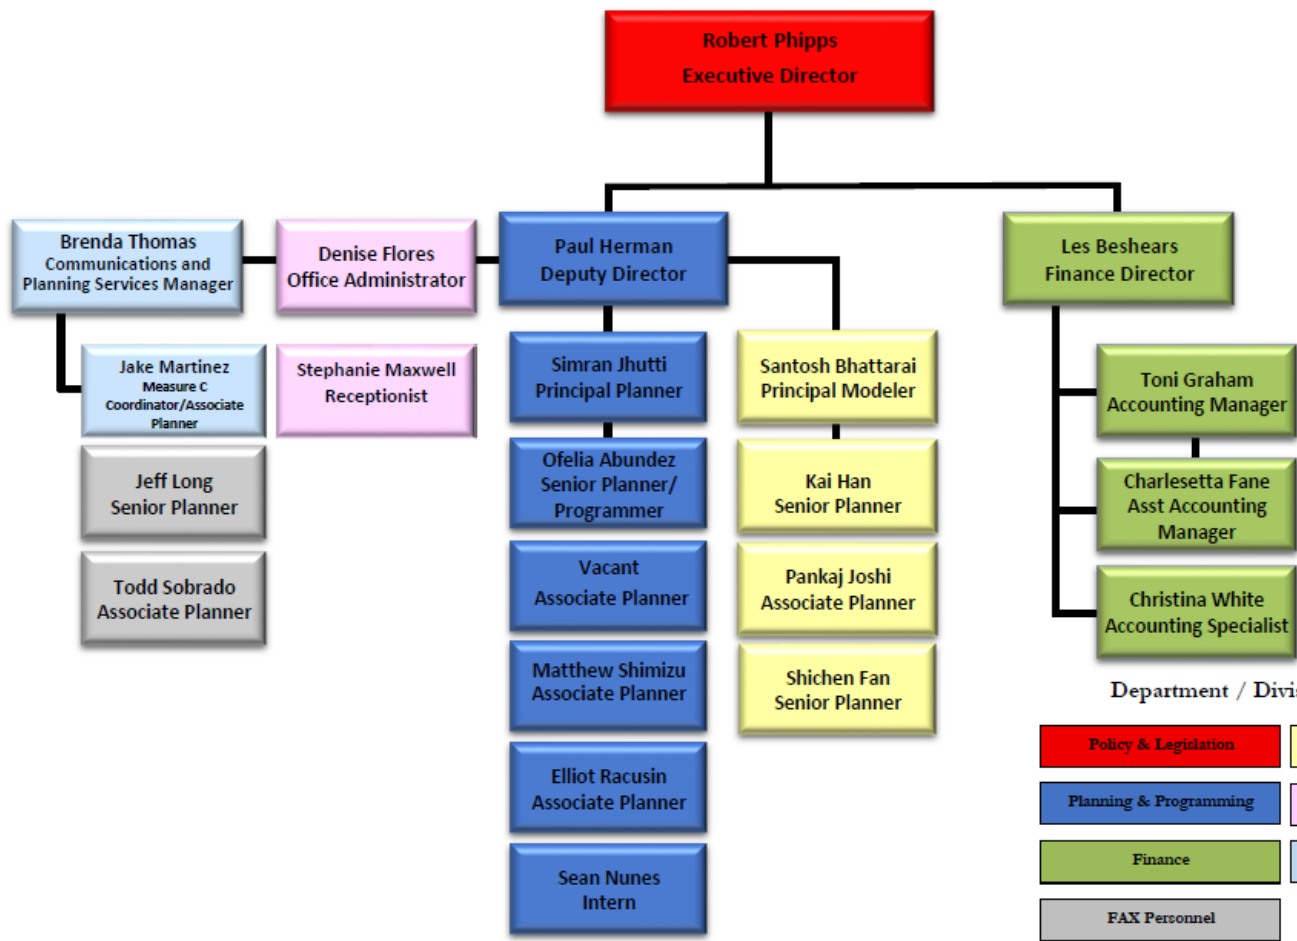 Robert Phipps
Executive Director
Brenda Thomas
Communications and
Planning Services Manager
Denise Flores
Office Administrator
Paul Herman
Deputy Director
Les Beshears
Finance Director
Jake Martinez
Measure C
Coordinator/Associate
Planner
Jeff Long
Senior Planner
Todd Sobrado
Associate Planner
Stephanie Maxwell
Receptionist
Simran Jhutti
Principal Planner
Ofelia Abundez
Senior Planner/
Programmer
Vacant
Associate Planner
Matthew Shimizu
Associate Planner
Elliot Racusin
Associate Planner
Sean Nunes
Intern
Santosh Bhattarai
Principal Modeler
Kai Han
Senior Planner
Pankaj Joshi
Associate Planner
Shichen Fan
Senior Planner
Toni Graham
Accounting Manager
Charlesetta Fane
Asst Accounting
Manager
Christina White
Accounting Specialist
Department / Divis
Policy & Legislation
Planning & Programming
Finance
FAX Personnel